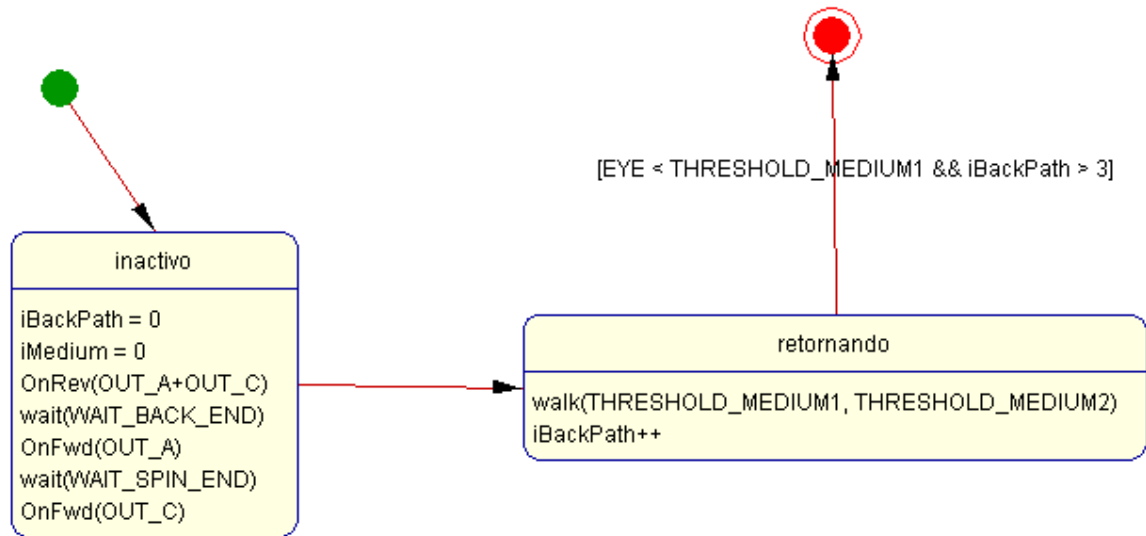 [EYE < THRESHOLD_MEDIUM1 && iBackPath > 3]
inactivo
iBackPath = 0
iMedium = 0
OnRev(OUT_A+OUT_C)
wait(WAIT_BACK_END)
OnFwd(OUT_A)
wait(WAIT_SPIN_END)
OnFwd(OUT_C)
retornando
walk(THRESHOLD_MEDIUM1, THRESHOLD_MEDIUM2)
iBackPath++